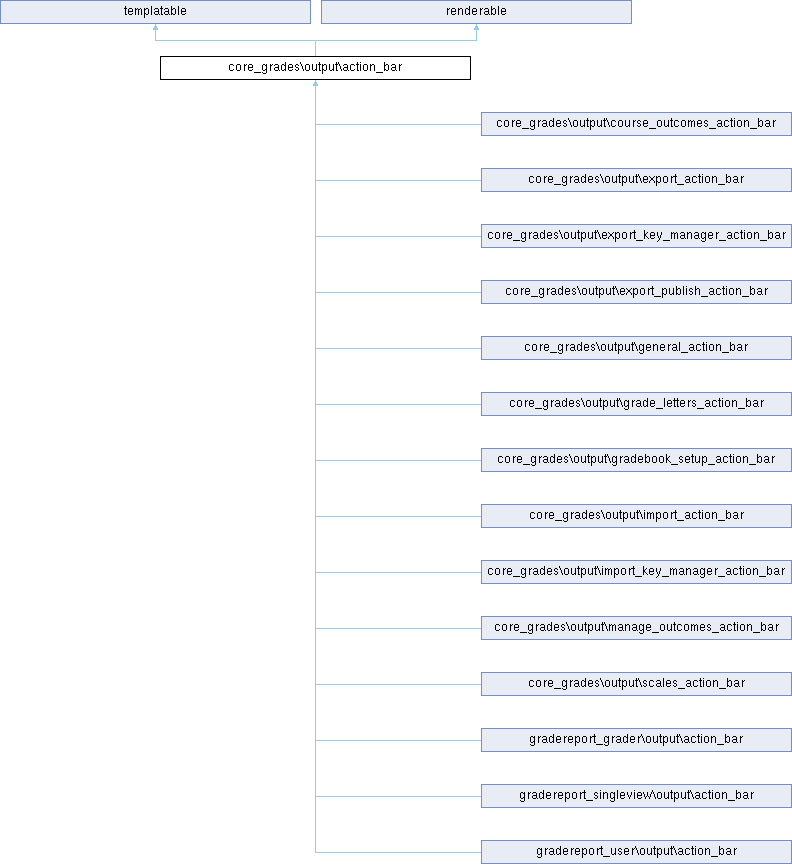 templatable
renderable
core_grades\output\action_bar
core_grades\output\course_outcomes_action_bar
core_grades\output\export_action_bar
core_grades\output\export_key_manager_action_bar
core_grades\output\export_publish_action_bar
core_grades\output\general_action_bar
core_grades\output\grade_letters_action_bar
core_grades\output\gradebook_setup_action_bar
core_grades\output\import_action_bar
core_grades\output\import_key_manager_action_bar
core_grades\output\manage_outcomes_action_bar
core_grades\output\scales_action_bar
gradereport_grader\output\action_bar
gradereport_singleview\output\action_bar
gradereport_user\output\action_bar